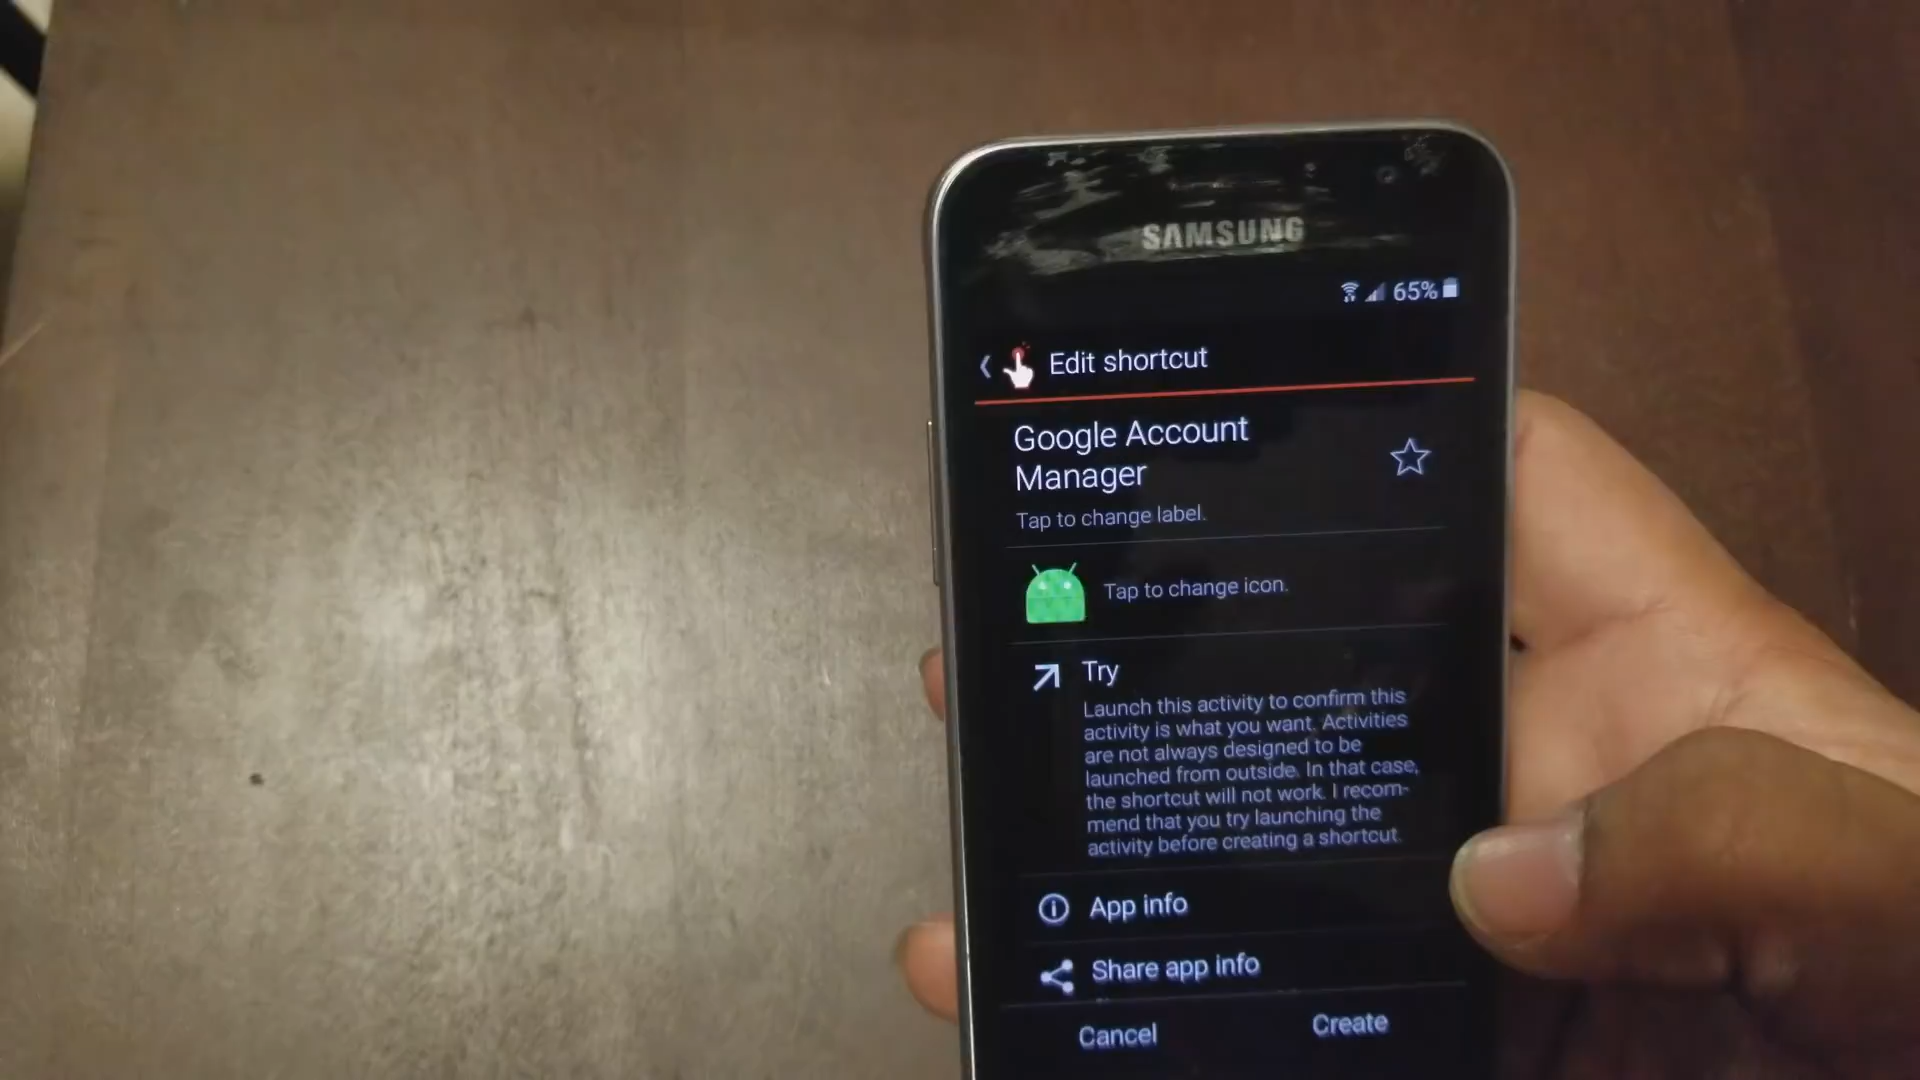 SAMSUNG
65%
Edit shortcut
Google Account
Manager
Tap to change label.
Tap to change icon.
Try
Launch this activity to confirm this
activity is what you want. Activities
are not always designed to be
launched from outside. In that case,
the shortcut will not work. I recom-
mend that you try launching the
activity before creating a shortcut.
App info
Share app info
Cancel
Create